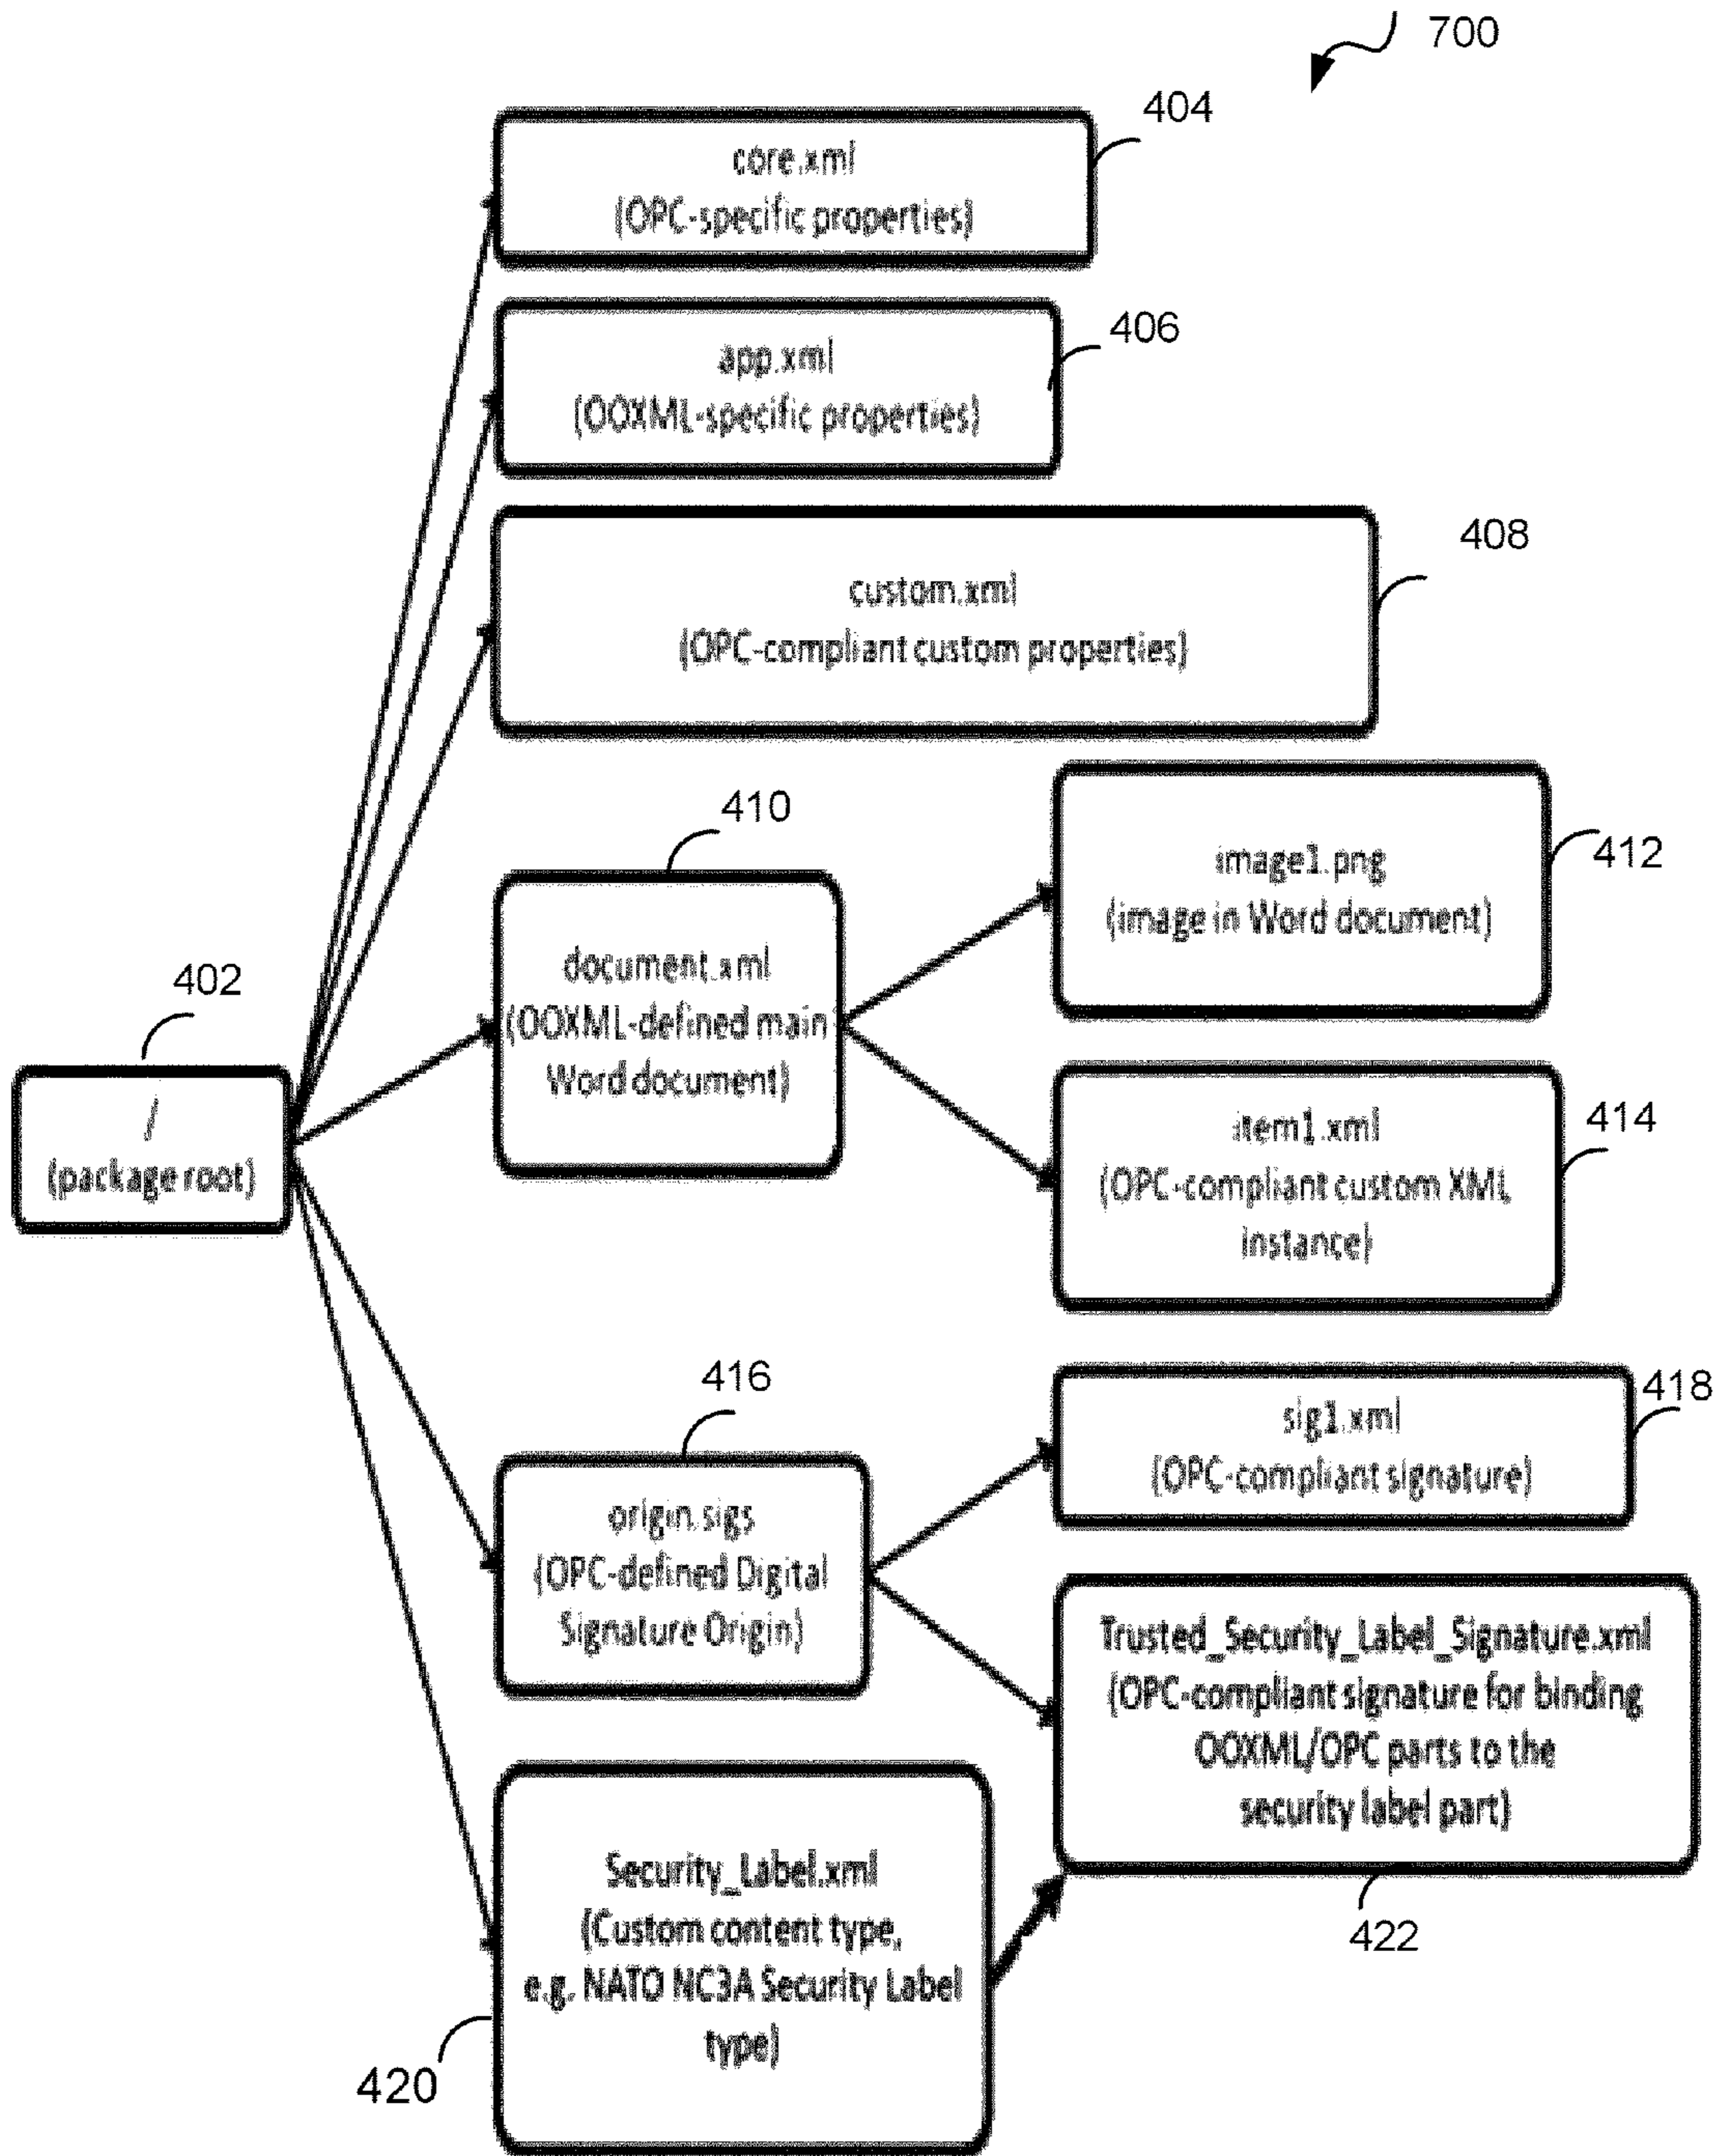 700
404
core.xml
(OPC-specific properties)
406
app.xml
(OOXML-specific properties)
408
custom.xml
(OPC-compliant custom properties)
410
document.xml
(OOXML-defined main
Word document)
412
image1.png
(image in Word document)
402
/
(package root)
414
item1.xml
(OPC-compliant custom XML
instance)
416
origin.sigs
(OPC-defined Digital
Signature Origin)
418
sig1.xml
(OPC-compliant signature)
Trusted_Security_Label_Signature.xml
(OPC-compliant signature for binding
OOXML/OPC parts to the
security label part)
422
Security_Label.xml
(Custom content type,
e.g. NATO NC3A Security Label
type)
420